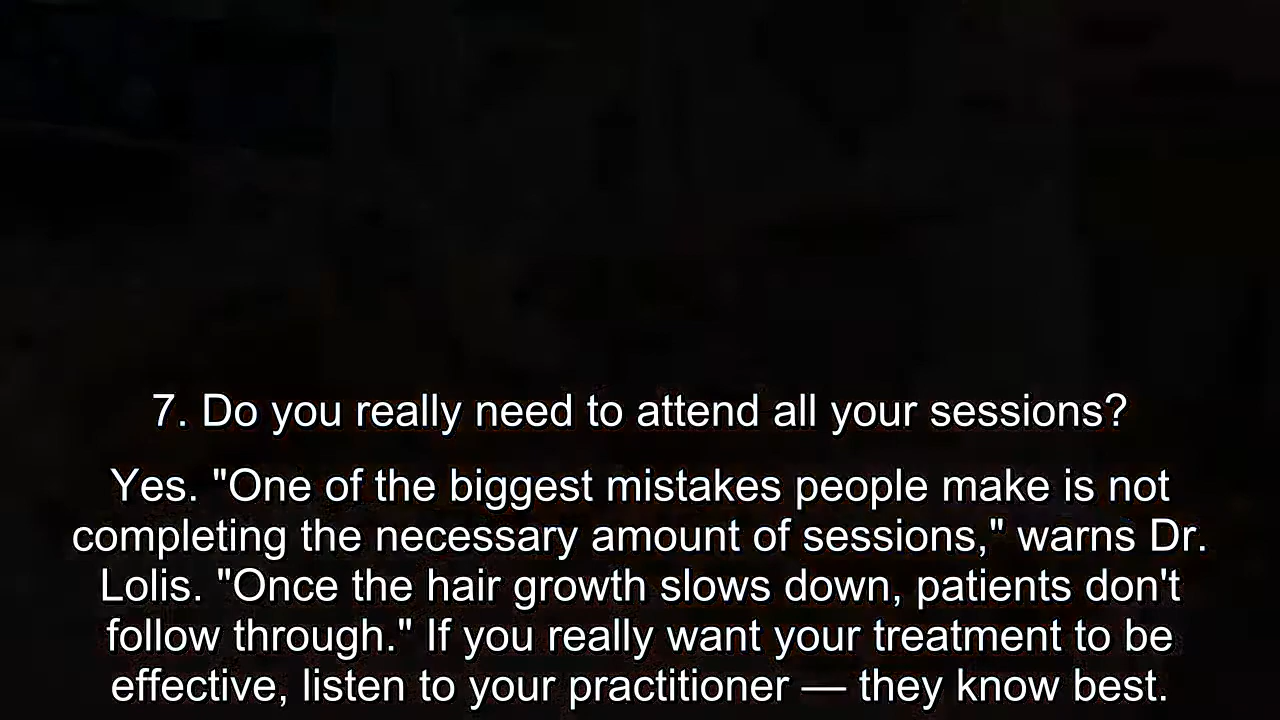 7. Do you really need to attend all your sessions?
Yes. "One of the biggest mistakes people make is not
completing the necessary amount of sessions," warns Dr.
Lolis. "Once the hair growth slows down, patients don't
follow through." If you really want your treatment to be
effective, listen to your practitioner — they know best.